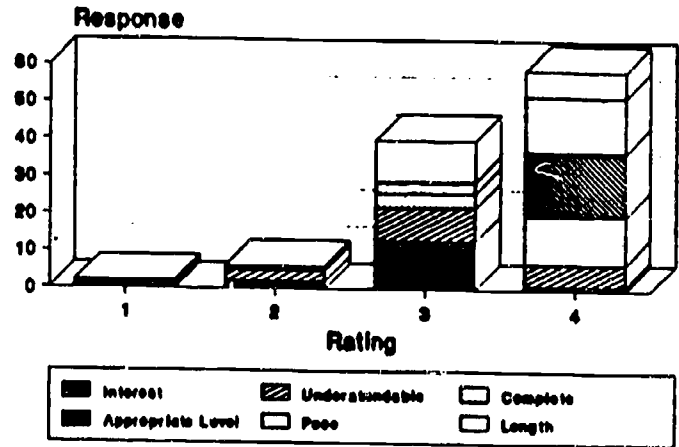 Response
80
60
40
30
20
10
0
1
2
3
4
Rating
Interest
Understandable
Complete
Appropriate Level
Pace
Length